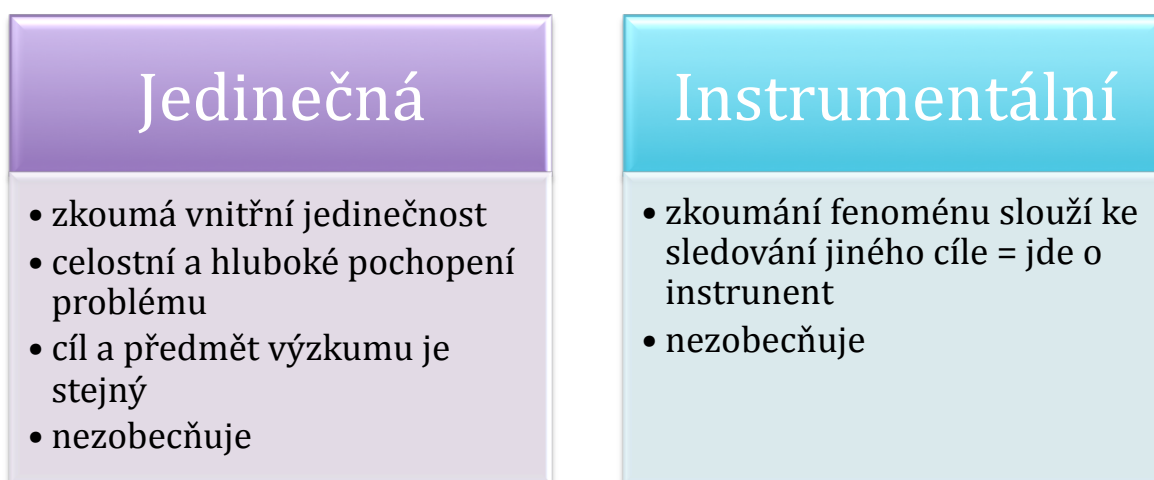 Jedinečná
• zkoumá vnitřní jedinečnost
• celostní a hluboké pochopení
problému
• cíl a předmět výzkumu je
stejný
• nezobecňuje
Instrumentální
• zkoumání fenoménu slouží ke
sledování jiného cíle = jde o
instrunent
• nezobecňuje